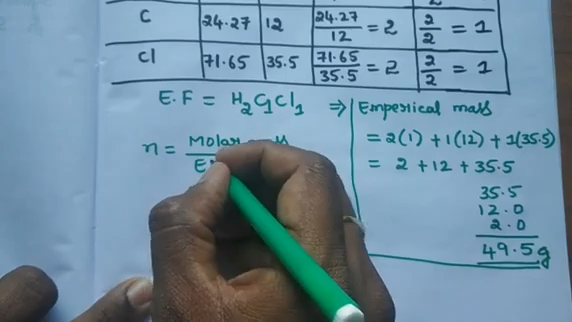 2
C 24.27 12 24.27/12 = 2 2/2 = 1
Cl 71.65 35.5 71.65/35.5 = 2 2/2 = 1
E.F = H₂C₁Cl₁ ⇒ Emperical mass
= 2(1) + 1(12) + 1(35.5)
n = Molar
= 2 + 12 + 35.5
35.5
12.0
2.0
49.5g